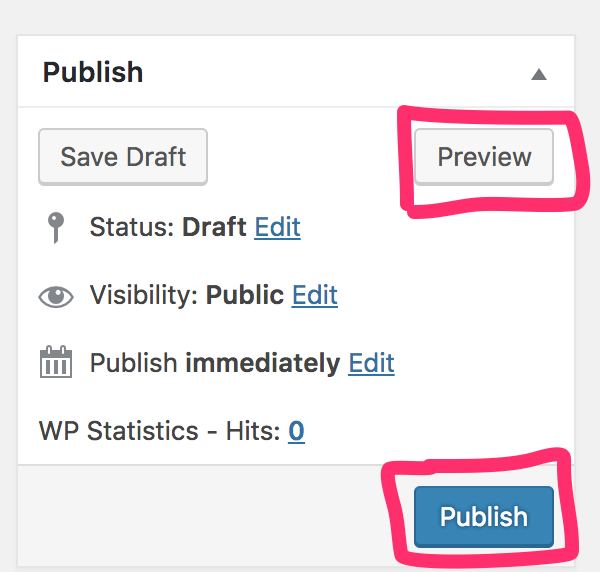 Publish
Save Draft Preview
Status: Draft Edit
Visibility: Public Edit
Publish immediately Edit
WP Statistics - Hits: 0
Publish